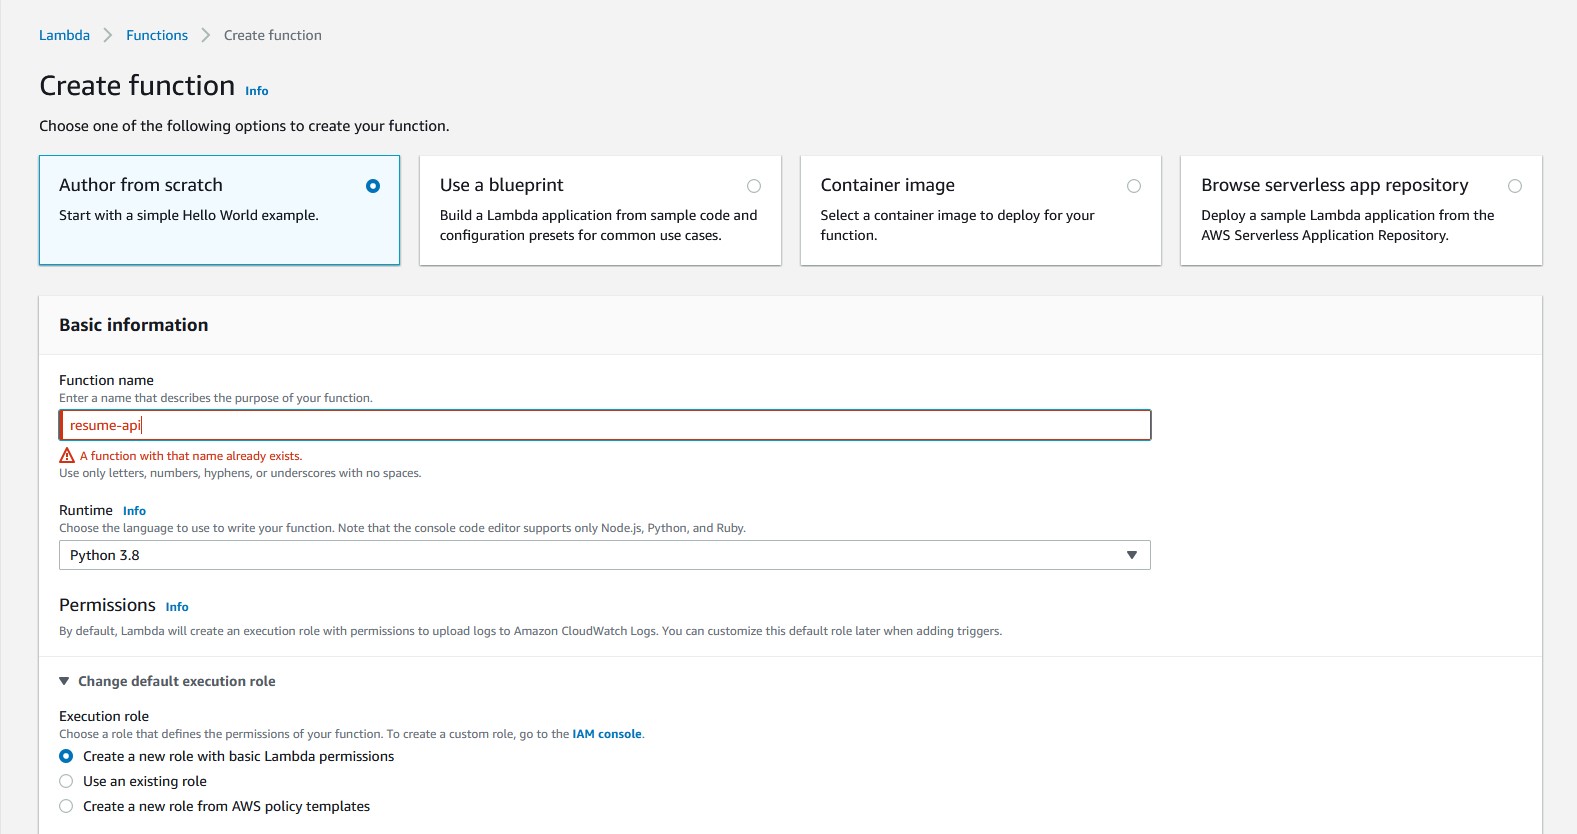 Lambda > Functions > Create function
Create function Info
Choose one of the following options to create your function.
Author from scratch
Start with a simple Hello World example.
Use a blueprint
Build a Lambda application from sample code and
configuration presets for common use cases.
Container image
Select a container image to deploy for your
function.
Browse serverless app repository
Deploy a sample Lambda application from the
AWS Serverless Application Repository.
Basic information
Function name
Enter a name that describes the purpose of your function.
resume-api
A function with that name already exists.
Use only letters, numbers, hyphens, or underscores with no spaces.
Runtime Info
Choose the language to use to write your function. Note that the console code editor supports only Node.js, Python, and Ruby.
Python 3.8
Permissions Info
By default, Lambda will create an execution role with permissions to upload logs to Amazon CloudWatch Logs. You can customize this default role later when adding triggers.
Change default execution role
Execution role
Choose a role that defines the permissions of your function. To create a custom role, go to the IAM console.
Create a new role with basic Lambda permissions
Use an existing role
Create a new role from AWS policy templates